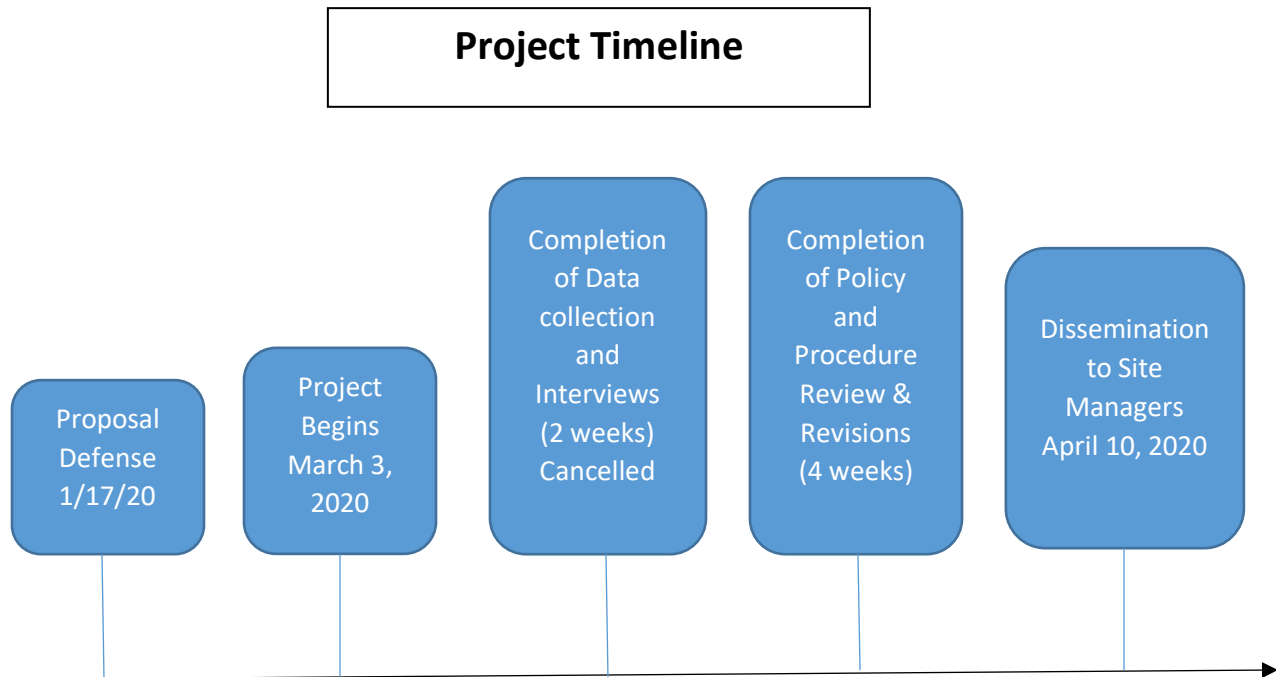 Project Timeline
Proposal
Defense
1/17/20
Project
Begins
March 3,
2020
Completion
of Data
collection
and
Interviews
(2 weeks)
Cancelled
Completion
of Policy
and
Procedure
Review &
Revisions
(4 weeks)
Dissemination
to Site
Managers
April 10, 2020